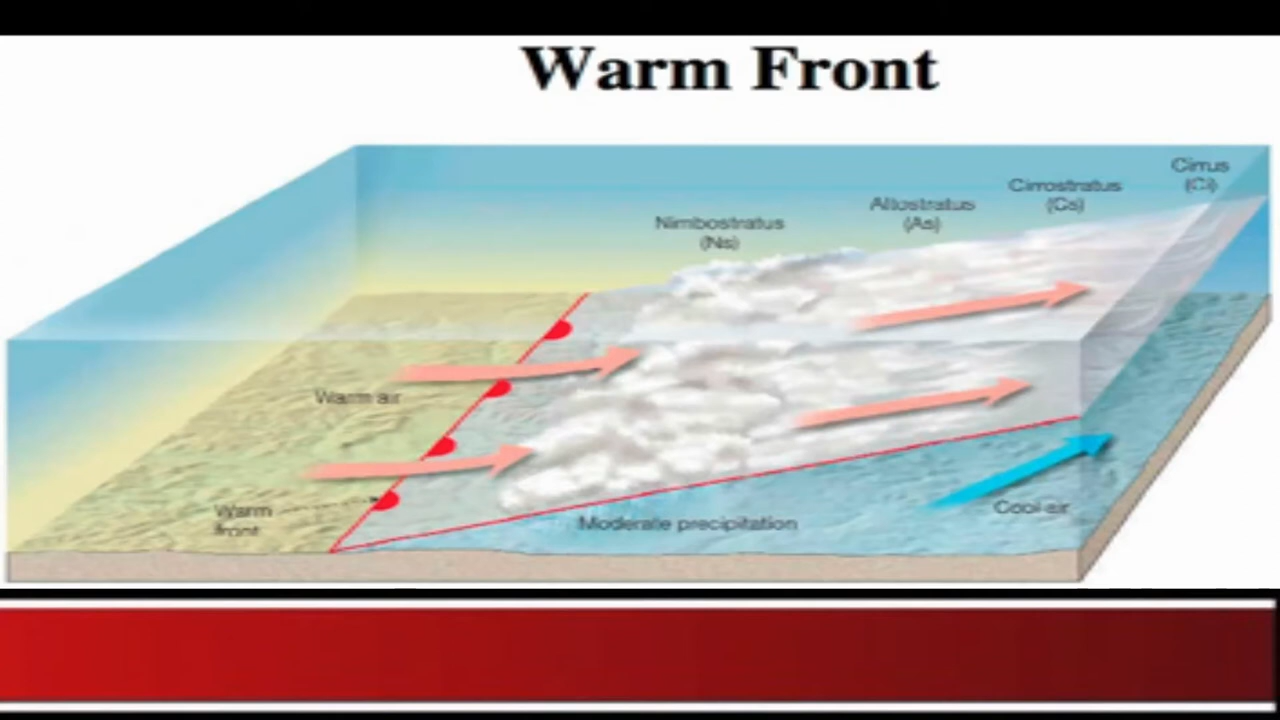 Warm Front
Cirrus
(Ci)
Cirrostratus
(Cs)
Altostratus
(As)
Nimbostratus
(Ns)
Warm air
Warm
front
Moderate precipitation
Cool air